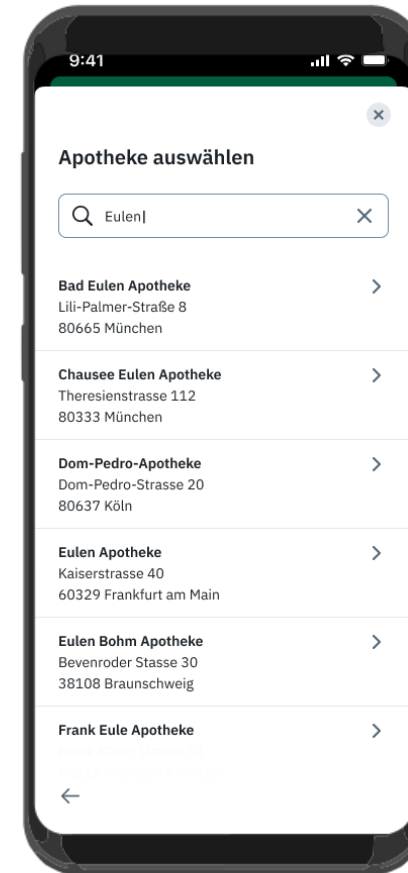 9:41
Apotheke auswählen
Eulen
Bad Eulen Apotheke
Lili-Palmer-Straße 8
80665 München
Chausee Eulen Apotheke
Theresienstrasse 112
80333 München
Dom-Pedro-Apotheke
Dom-Pedro-Strasse 20
80637 Köln
Eulen Apotheke
Kaiserstrasse 40
60329 Frankfurt am Main
Eulen Bohm Apotheke
Bevenroder Stasse 30
38108 Braunschweig
Frank Eule Apotheke